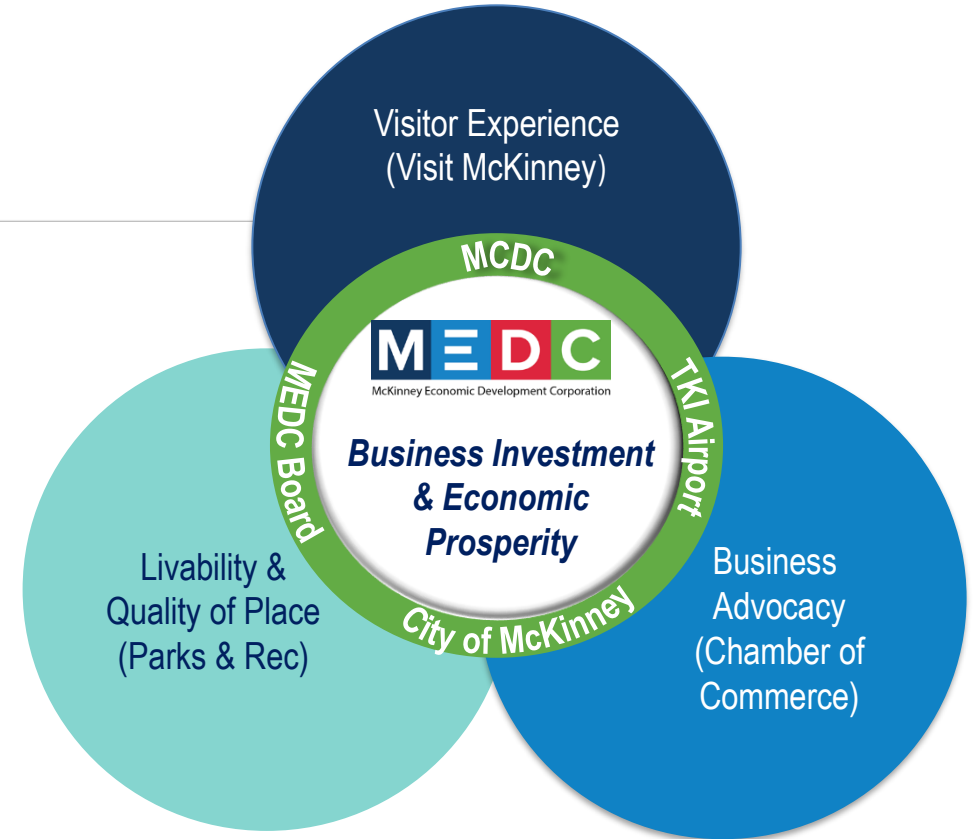 Visitor Experience
(Visit McKinney)
MCDC
MEDC
McKinney Economic Development Corporation
MEDC Board
TKI Airport
Business Investment
& Economic
Prosperity
Livability &
Quality of Place
(Parks & Rec)
Business
Advocacy
(Chamber of
Commerce)
City of McKinney